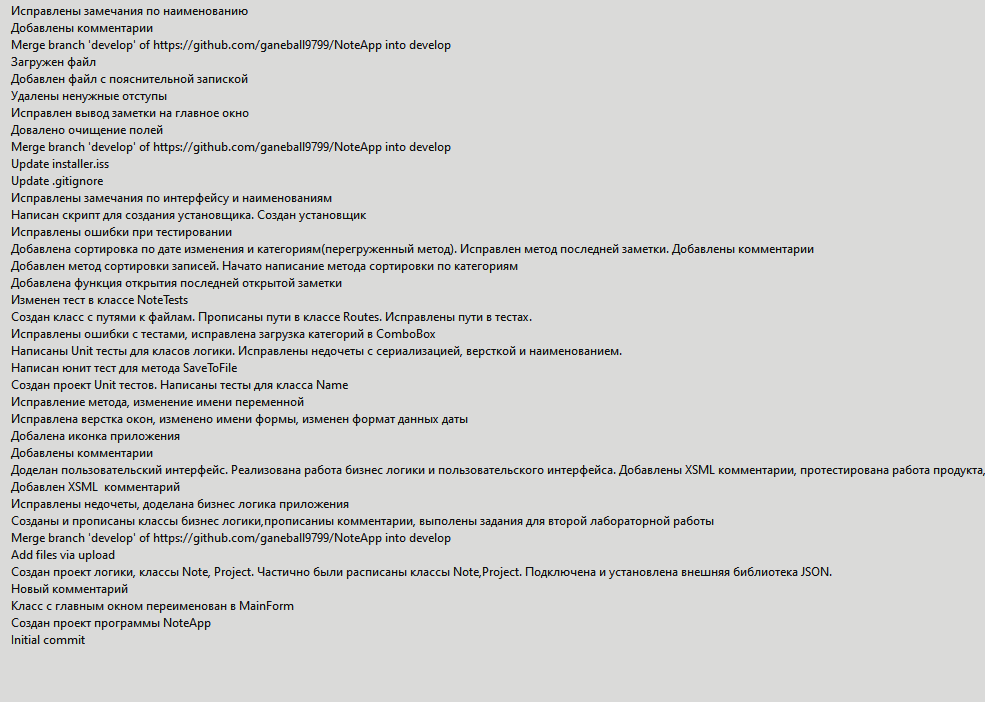 Исправлены замечания по наименованию
Добавлены комментарии
Merge branch 'develop' of https://github.com/ganeball9799/NoteApp into develop
Загружен файл
Добавлен файл с пояснительной запиской
Удалены ненужные отступы
Исправлен вывод заметки на главное окно
Довалено очищение полей
Merge branch 'develop' of https://github.com/ganeball9799/NoteApp into develop
Update installer.iss
Update .gitignore
Исправлены замечания по интерфейсу и наименованиям
Написан скрипт для создания установщика. Создан установщик
Исправлены ошибки при тестировании
Добавлена сортировка по дате изменения и категориям(перегруженный метод). Исправлен метод последней заметки. Добавлены комментарии
Добавлен метод сортировки записей. Начато написание метода сортировки по категориям
Добавлена функция открытия последней открытой заметки
Изменен тест в классе NoteTests
Создан класс с путями к файлам. Прописаны пути в классе Routes. Исправлены пути в тестах.
Исправлены ошибки с тестами, исправлена загрузка категорий в ComboBox
Написаны Unit тесты для класов логики. Исправлены недочеты с сериализацией, версткой и наименованием.
Написан юнит тест для метода SaveToFile
Создан проект Unit тестов. Написаны тесты для класса Name
Исправление метода, изменение имени переменной
Исправлена верстка окон, изменено имени формы, изменен формат данных даты
Добалена иконка приложения
Добавлены комментарии
Доделан пользовательский интерфейс. Реализована работа бизнес логики и пользовательского интерфейса. Добавлены XSML комментарии, протестирована работа продукта,
Добавлен XSML  комментарий
Исправлены недочеты, доделана бизнес логика приложения
Созданы и прописаны классы бизнес логики,прописаниы комментарии, выполены задания для второй лабораторной работы
Merge branch 'develop' of https://github.com/ganeball9799/NoteApp into develop
Add files via upload
Создан проект логики, классы Note, Project. Частично были расписаны классы Note,Project. Подключена и установлена внешняя библиотека JSON.
Новый комментарий
Класс с главным окном переименован в MainForm
Создан проект программы NoteApp
Initial commit